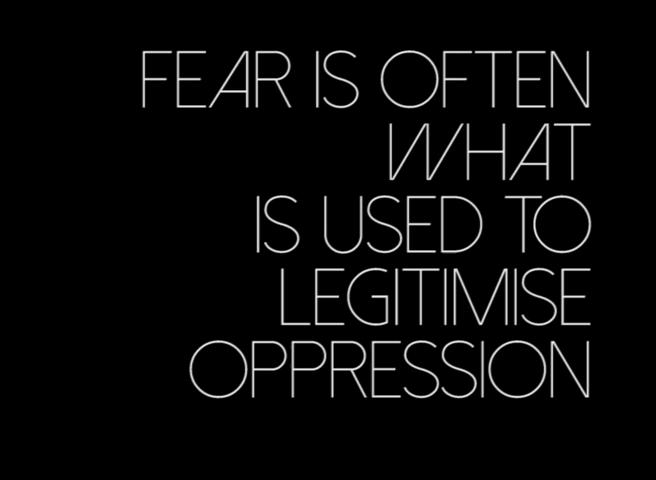 FEAR IS OFTEN
WHAT
IS USED TO
LEGITIMISE
OPPRESSION